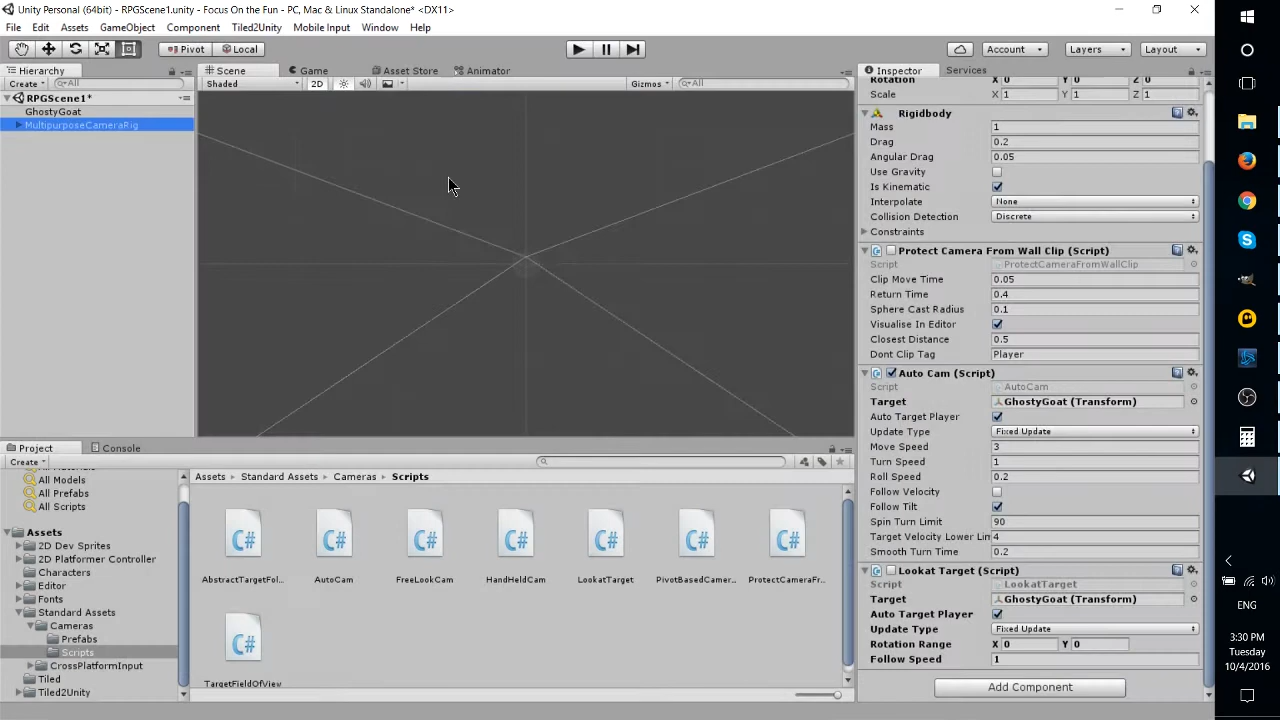 Unity Personal (64bit) - RPGScene1.unity - Focus On the Fun - PC, Mac & Linux Standalone* <DX11>
File Edit Assets GameObject Component Tiled2Unity Mobile Input Window Help
Pivot Local Account Layers Layout
Hierarchy
Create All
RPGScene1*
GhostyGoat
MultipurposeCameraRig
Scene Game Asset Store Animator
Shaded 2D Gizmos All
Inspector Services
Rotation X 0 Y 0 Z 0
Scale X 1 Y 1 Z 1
Rigidbody
Mass 1
Drag 0.2
Angular Drag 0.05
Use Gravity
Is Kinematic
Interpolate None
Collision Detection Discrete
Constraints
Protect Camera From Wall Clip (Script)
Script ProtectCameraFromWallClip
Clip Move Time 0.05
Return Time 0.4
Sphere Cast Radius 0.1
Visualise In Editor
Closest Distance 0.5
Dont Clip Tag Player
Auto Cam (Script)
Script AutoCam
Target GhostyGoat (Transform)
Auto Target Player
Update Type Fixed Update
Move Speed 3
Turn Speed 1
Roll Speed 0.2
Follow Velocity
Follow Tilt
Spin Turn Limit 90
Target Velocity Lower Lim 4
Smooth Turn Time 0.2
Lookat Target (Script)
Script LookatTarget
Target GhostyGoat (Transform)
Auto Target Player
Update Type Fixed Update
Rotation Range X 0 Y 0
Follow Speed 1
Add Component
Project Console
Create
All Models
All Prefabs
All Scripts
Assets
2D Dev Sprites
2D Platformer Controller
Characters
Editor
Fonts
Standard Assets
Cameras
Prefabs
Scripts
CrossPlatformInput
Tiled
Tiled2Unity
Assets Standard Assets Cameras Scripts
AbstractTargetFol... AutoCam FreeLookCam HandHeldCam LookatTarget PivotBasedCamer... ProtectCameraFr...
TargetFieldOfView
ENG
3:30 PM
Tuesday
10/4/2016